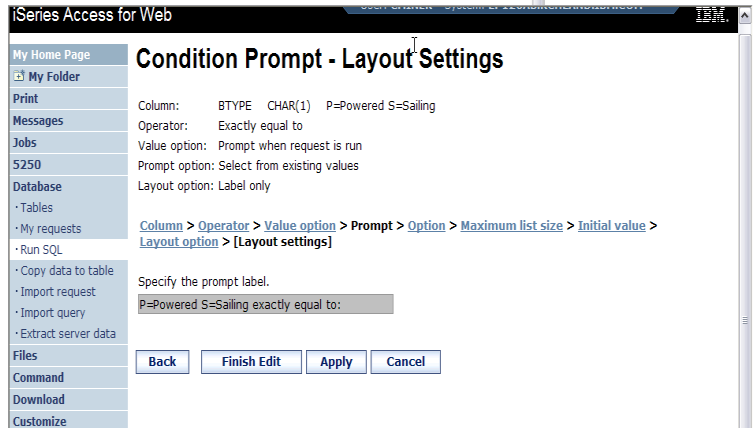 iSeries Access for Web
IBM.
My Home Page
My Folder
Print
Messages
Jobs
5250
Database
·Tables
·My requests
·Run SQL
·Copy data to table
·Import request
·Import query
·Extract server data
Files
Command
Download
Customize
Condition Prompt - Layout Settings
Column: BTYPE CHAR(1) P=Powered S=Sailing
Operator: Exactly equal to
Value option: Prompt when request is run
Prompt option: Select from existing values
Layout option: Label only
Column > Operator > Value option > Prompt > Option > Maximum list size > Initial value >
Layout option > [Layout settings]
Specify the prompt label.
P=Powered S=Sailing exactly equal to:
Back Finish Edit Apply Cancel